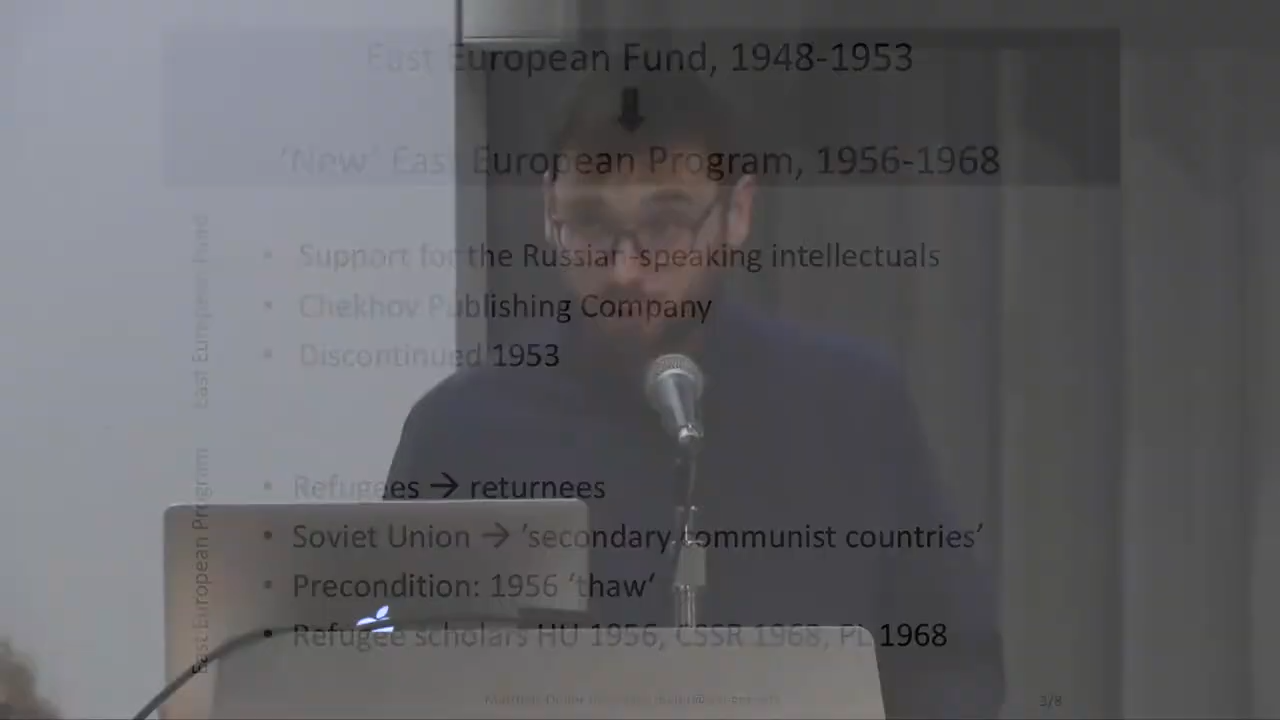 East European Fund, 1948-1953
'New' East European Program, 1956-1968
East European Fund
• Support for the Russian-speaking intellectuals
• Chekhov Publishing Company
• Discontinued 1953
East European Program
• Refugees → returnees
• Soviet Union → 'secondary communist countries'
• Precondition: 1956 'thaw'
• Refugee scholars HU 1956, CSSR 1968, PL 1968
3/8